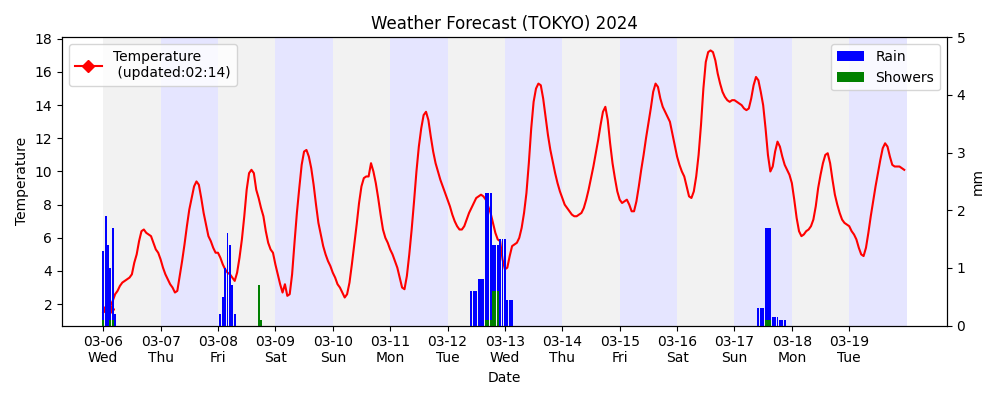 Weather Forecast (TOKYO) 2024
Temperature
(updated:02:14)
Rain
Showers
Temperature
18
16
14
12
10
8
6
4
2
5
4
3
2
1
0
mm
03-06 03-07 03-08 03-09 03-10 03-11 03-12 03-13 03-14 03-15 03-16 03-17 03-18 03-19
Wed Thu Fri Sat Sun Mon Tue Wed Thu Fri Sat Sun Mon Tue
Date